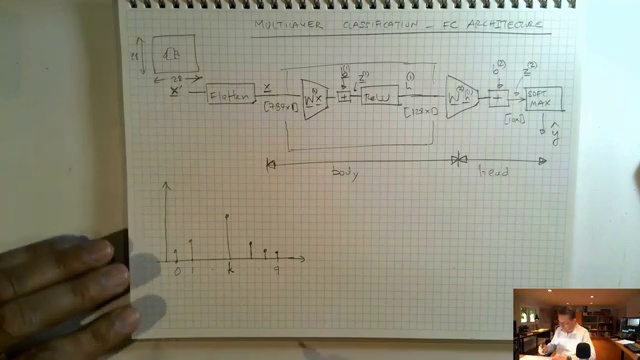 MULTILAYER CLASSIFICATION - FC ARCHITECTURE
28
28
X'
Flatten
x
[784x1]
W⁽¹⁾x
b⁽¹⁾
+
z⁽¹⁾
ReLU
h⁽¹⁾
[128x1]
W⁽²⁾h⁽¹⁾
b⁽²⁾
+
z⁽²⁾
[10x1]
SOFT
MAX
ŷ
body
head
0 1 k 9